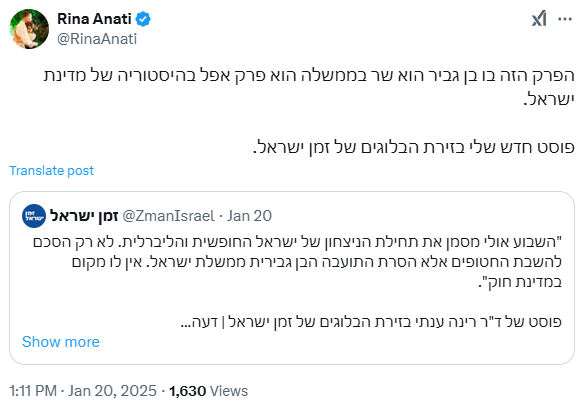 Rina Anati
@RinaAnati
הפרק הזה בו בן גביר הוא שר בממשלה הוא פרק אפל בהיסטוריה של מדינת
ישראל.
פוסט חדש שלי בזירת הבלוגים של זמן ישראל.
Translate post
זמן ישראל @ZmanIsrael · Jan 20
"השבוע אולי מסמן את תחילת הניצחון של ישראל החופשית והליברלית. לא רק הסכם
להשבת החטופים אלא הסרת התועבה הבן גבירית ממשלת ישראל. אין לו מקום
במדינת חוק".
פוסט של ד"ר רינה ענתי בזירת הבלוגים של זמן ישראל | דעה...
Show more
1:11 PM · Jan 20, 2025 · 1,630 Views